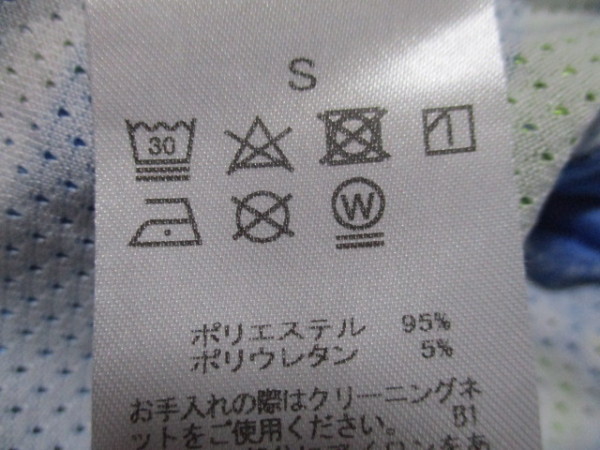 S
30
W
ポリエステル 95%
ポリウレタン 5%
お手入れの際はクリーニングネ
ットをご使用ください。 B1